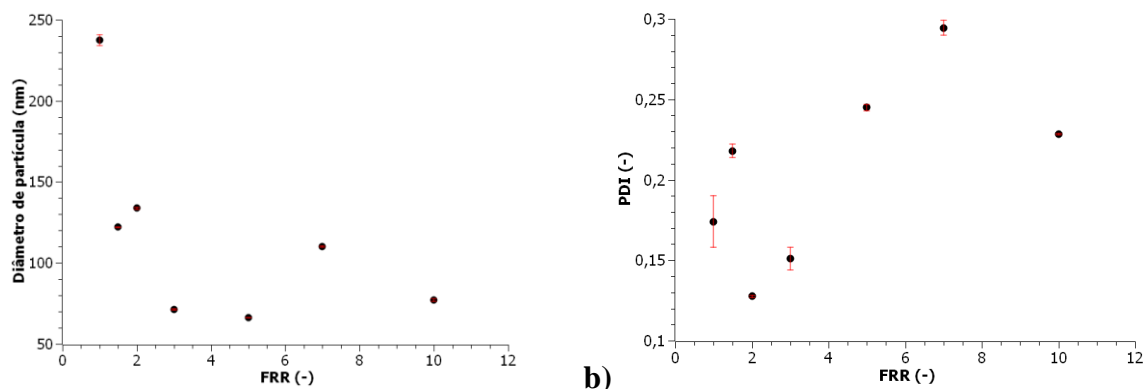 250
200
150
100
50
Diâmetro de partícula (nm)
0 2 4 6 8 10 12
FRR (-)
b)
0,3
0,25
0,2
0,15
0,1
PDI (-)
0 2 4 6 8 10 12
FRR (-)